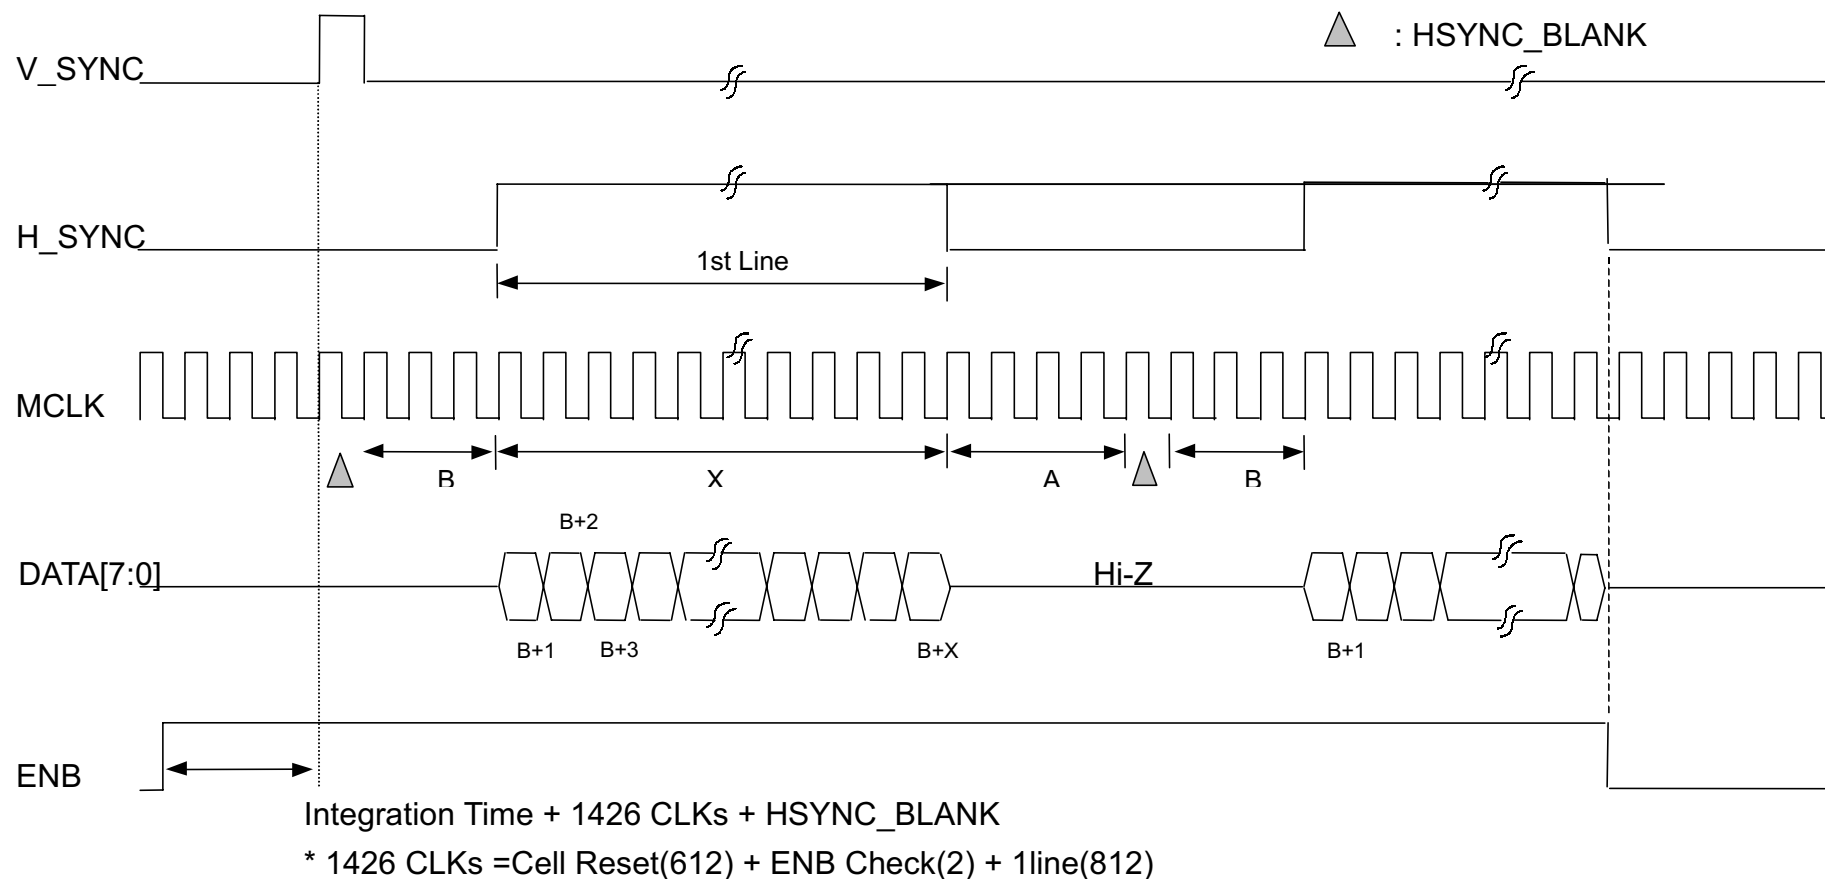 : HSYNC_BLANK
V_SYNC
H_SYNC
1st Line
MCLK
B
X
A
B
B+2
DATA[7:0]
Hi-Z
B+1
B+3
B+X
B+1
ENB
Integration Time + 1426 CLKs + HSYNC_BLANK
* 1426 CLKs =Cell Reset(612) + ENB Check(2) + 1line(812)